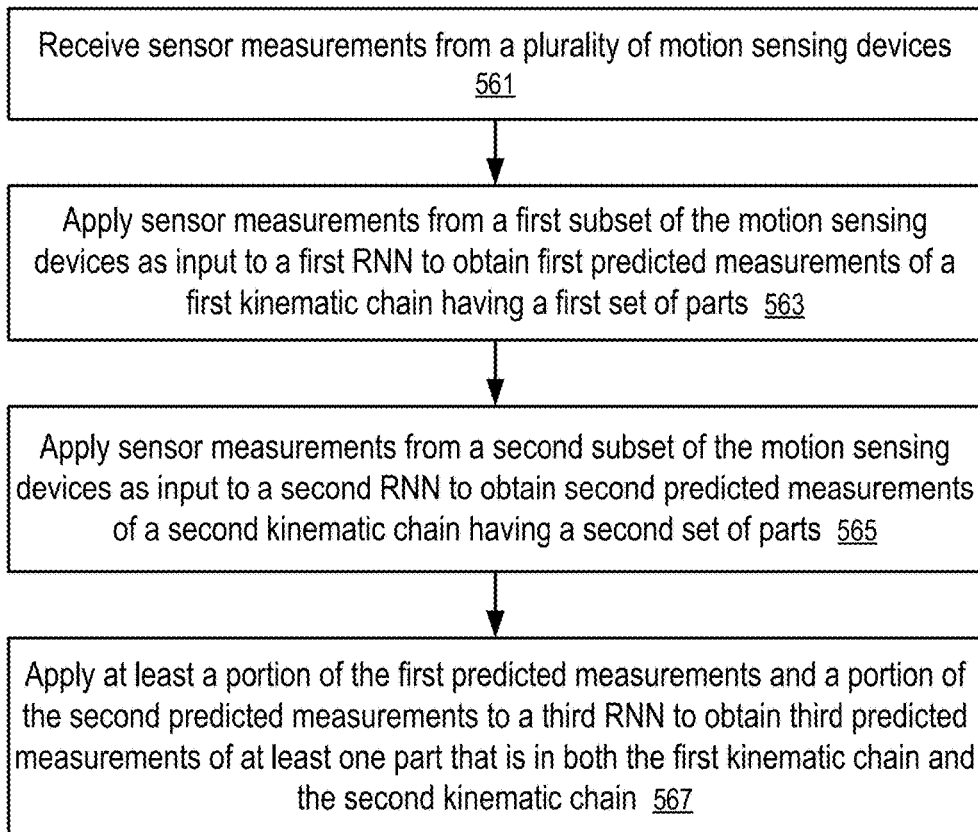 Receive sensor measurements from a plurality of motion sensing devices
561
Apply sensor measurements from a first subset of the motion sensing
devices as input to a first RNN to obtain first predicted measurements of a
first kinematic chain having a first set of parts 563
Apply sensor measurements from a second subset of the motion sensing
devices as input to a second RNN to obtain second predicted measurements
of a second kinematic chain having a second set of parts 565
Apply at least a portion of the first predicted measurements and a portion of
the second predicted measurements to a third RNN to obtain third predicted
measurements of at least one part that is in both the first kinematic chain and
the second kinematic chain 567